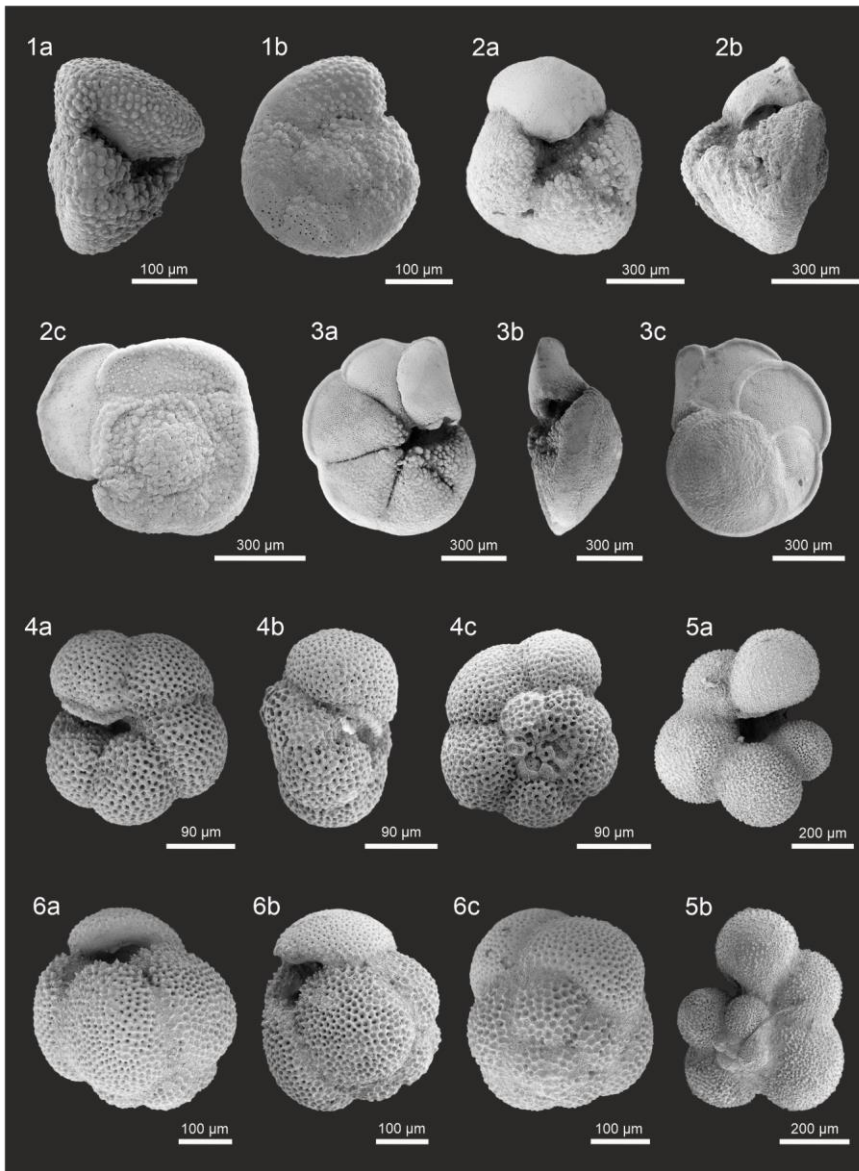 1a 1b 2a 2b
100 µm 100 µm 300 µm 300 µm
2c 3a 3b 3c
300 µm 300 µm 300 µm 300 µm
4a 4b 4c 5a
90 µm 90 µm 90 µm 200 µm
6a 6b 6c 5b
100 µm 100 µm 100 µm 200 µm